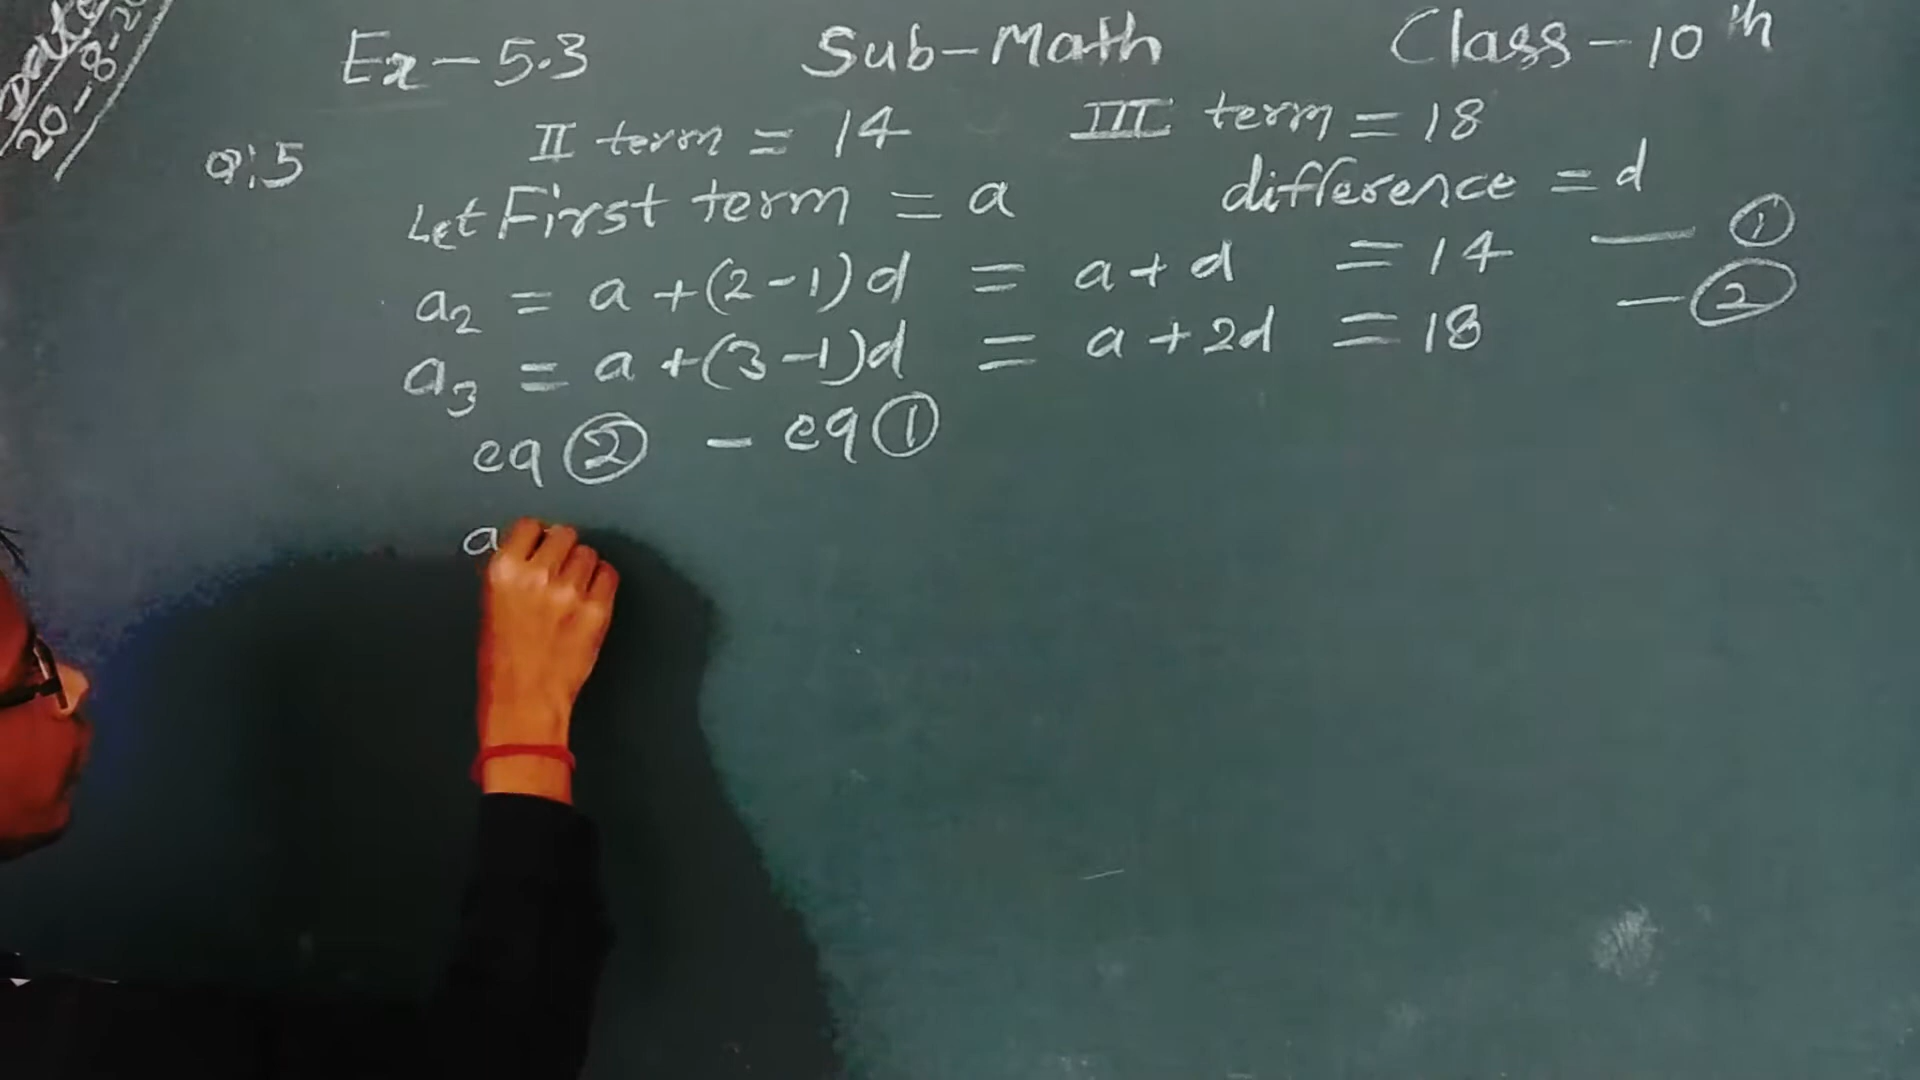 Date
20-8-20
Ex-5.3 Sub-Math Class-10th
Q:5 II term = 14 III term = 18
Let First term = a difference = d
a₂ = a +(2-1)d = a+d = 14 — ①
a₃ = a +(3-1)d = a +2d = 18 — ②
eq ② - eq ①
a